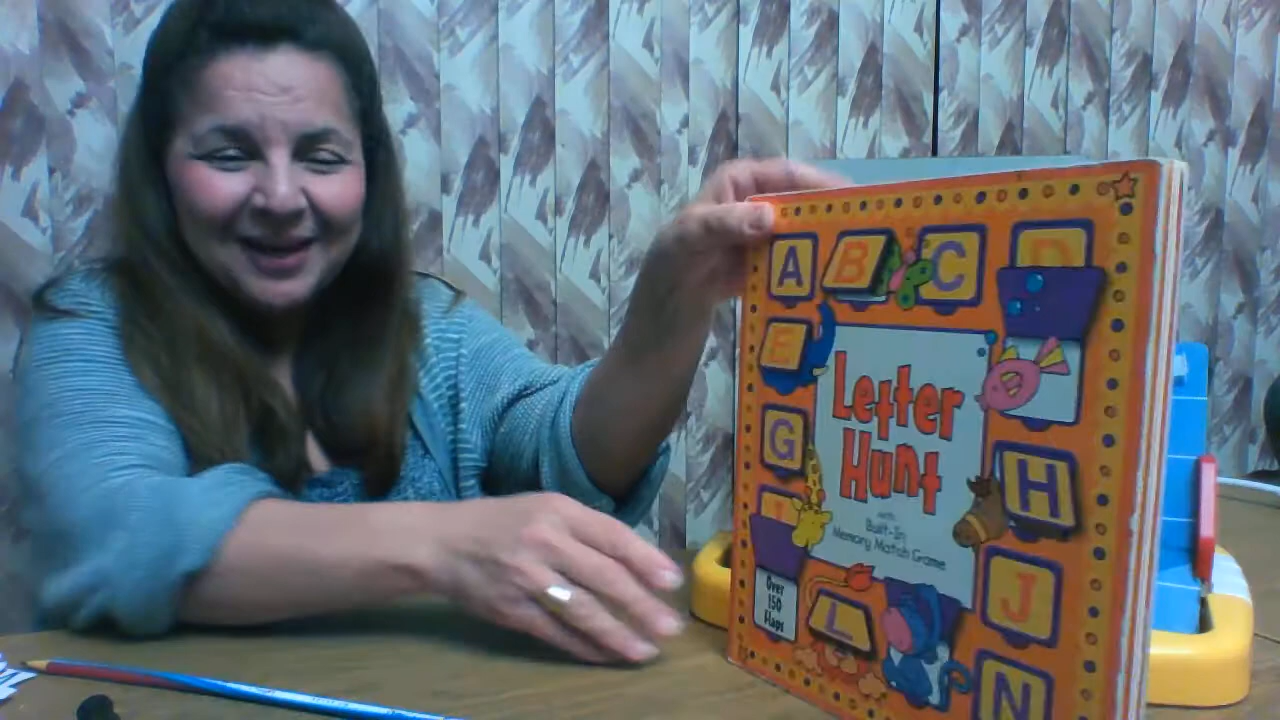 A B C D
E
Letter
Hunt
G
H
with
Built-In
Memory Match Game
I
J
Over
150
Flaps
L
N